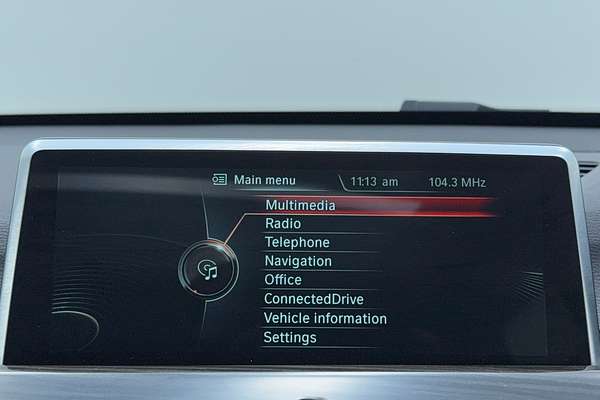 Main menu 11:13 am 104.3 MHz
Multimedia
Radio
Telephone
Navigation
Office
ConnectedDrive
Vehicle information
Settings